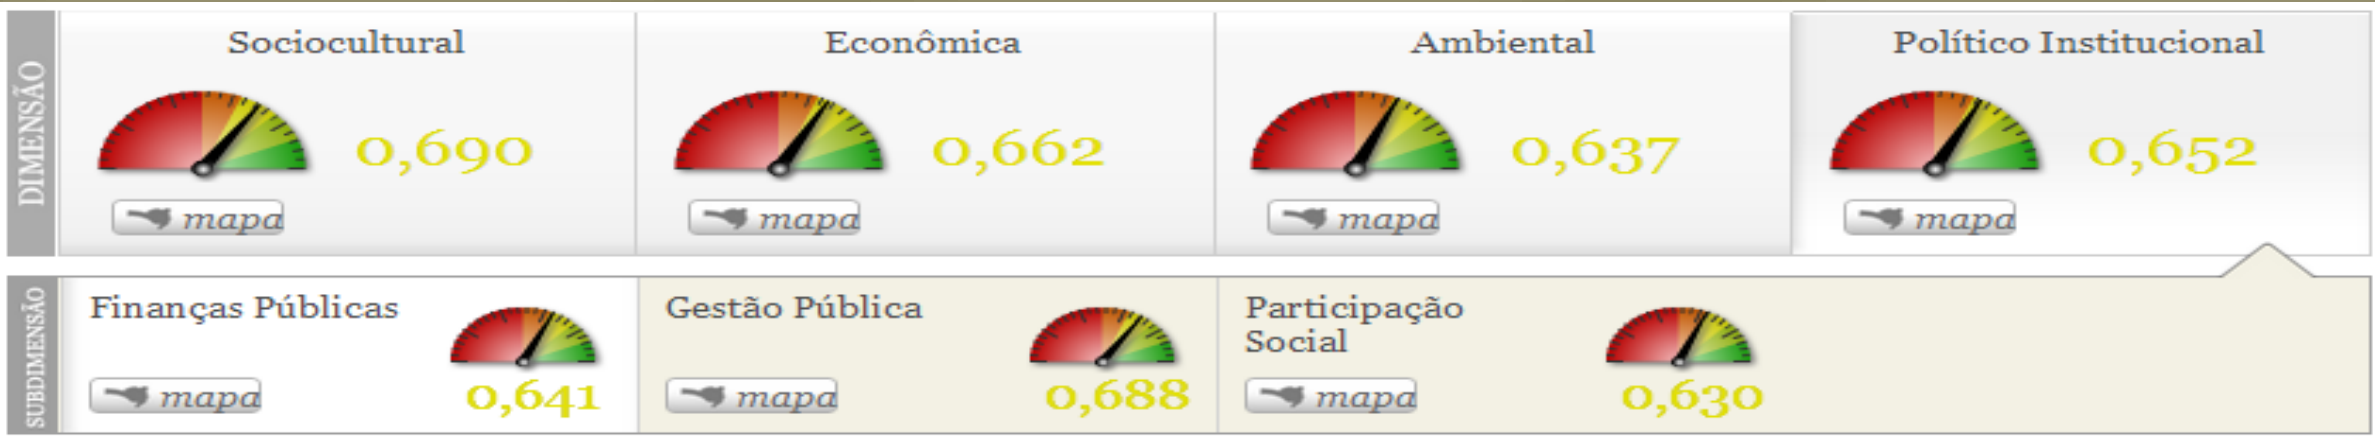 DIMENSÃO
Sociocultural
0,690
mapa
Econômica
0,662
mapa
Ambiental
0,637
mapa
Político Institucional
0,652
mapa
SUBDIMENSÃO
Finanças Públicas
0,641
mapa
Gestão Pública
0,688
mapa
Participação
Social
0,630
mapa